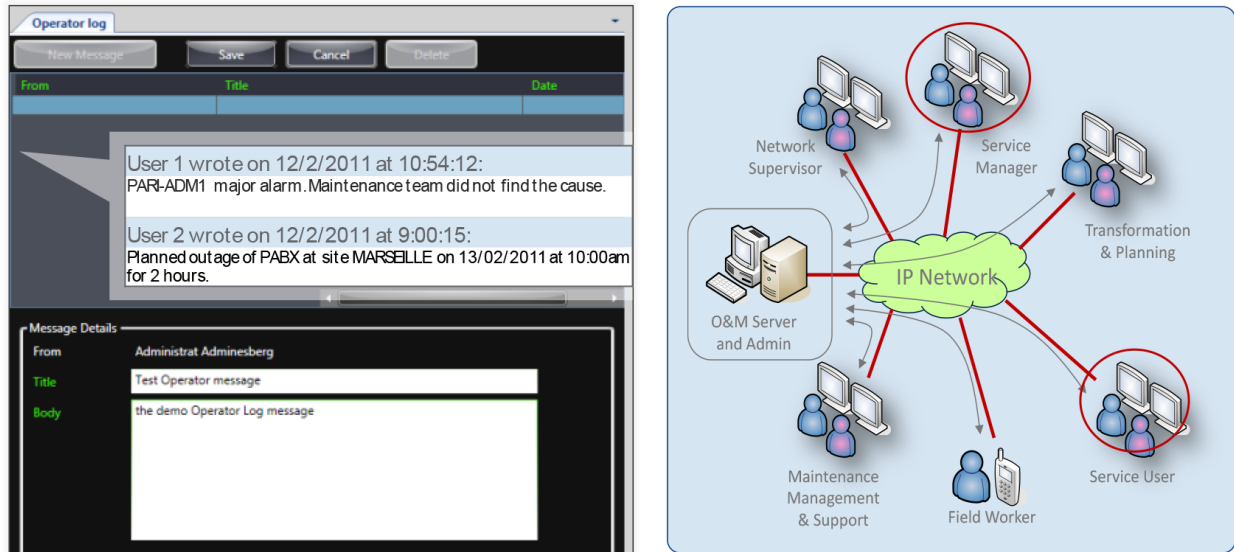 Operator log
New Message
Save
Cancel
Delete
From
Title
Date
User 1 wrote on 12/2/2011 at 10:54:12:
PARI-ADM1 major alarm. Maintenance team did not find the cause.
User 2 wrote on 12/2/2011 at 9:00:15:
Planned outage of PABX at site MARSEILLE on 13/02/2011 at 10:00am
for 2 hours.
Message Details
From
Administrat Adminesberg
Title
Test Operator message
Body
the demo Operator Log message
Network
Supervisor
Service
Manager
Transformation
& Planning
IP Network
O&M Server
and Admin
Maintenance
Management
& Support
Field Worker
Service User